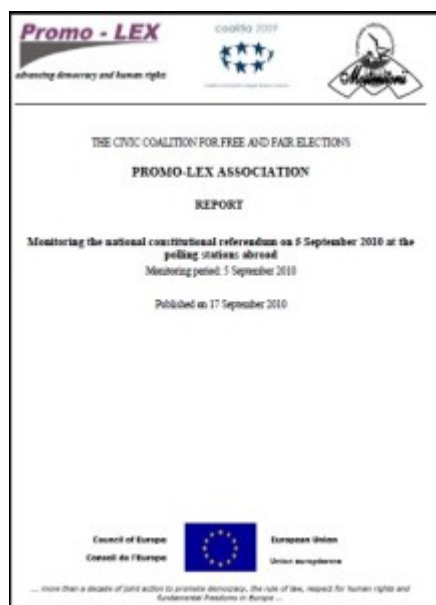 Promo - LEX
advancing democracy and human rights
coaliția 2009
THE CIVIC COALITION FOR FREE AND FAIR ELECTIONS
PROMO-LEX ASSOCIATION
REPORT
Monitoring the national constitutional referendum on 5 September 2010 at the
polling stations abroad
Monitoring period: 5 September 2010
Published on 17 September 2010
Council of Europe
Conseil de l'Europe
European Union
Union européenne
... more than a decade of joint action to promote democracy, the rule of law, respect for human rights and
fundamental freedoms in Europe ...